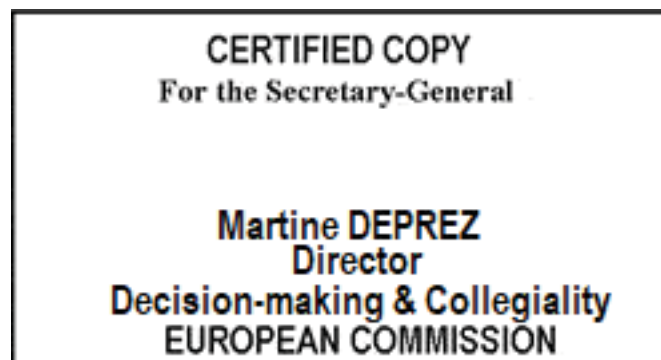 CERTIFIED COPY
For the Secretary-General
Martine DEPREZ
Director
Decision-making & Collegiality
EUROPEAN COMMISSION